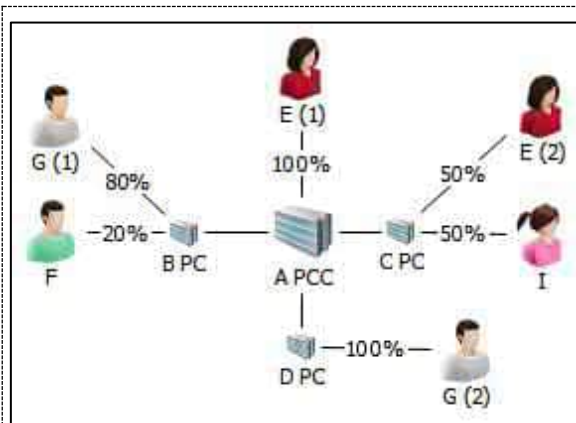 E (1)
G (1)
E (2)
100%
80%
50%
F
20%
B PC
A PCC
C PC
50%
I
D PC
100%
G (2)